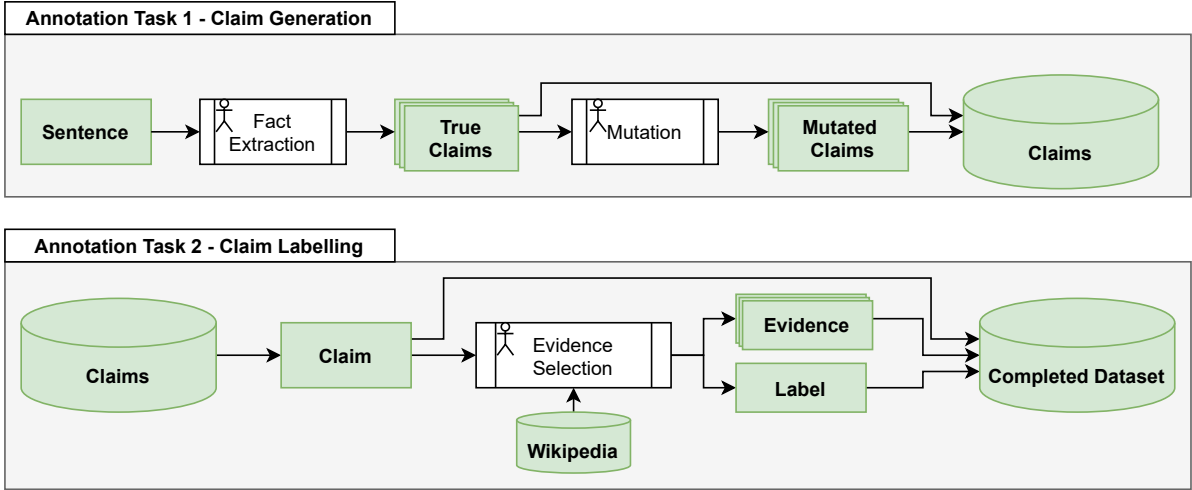 Annotation Task 1 - Claim Generation
Sentence
Fact
Extraction
True
Claims
Mutation
Mutated
Claims
Claims
Annotation Task 2 - Claim Labelling
Claims
Claim
Evidence
Selection
Wikipedia
Evidence
Label
Completed Dataset